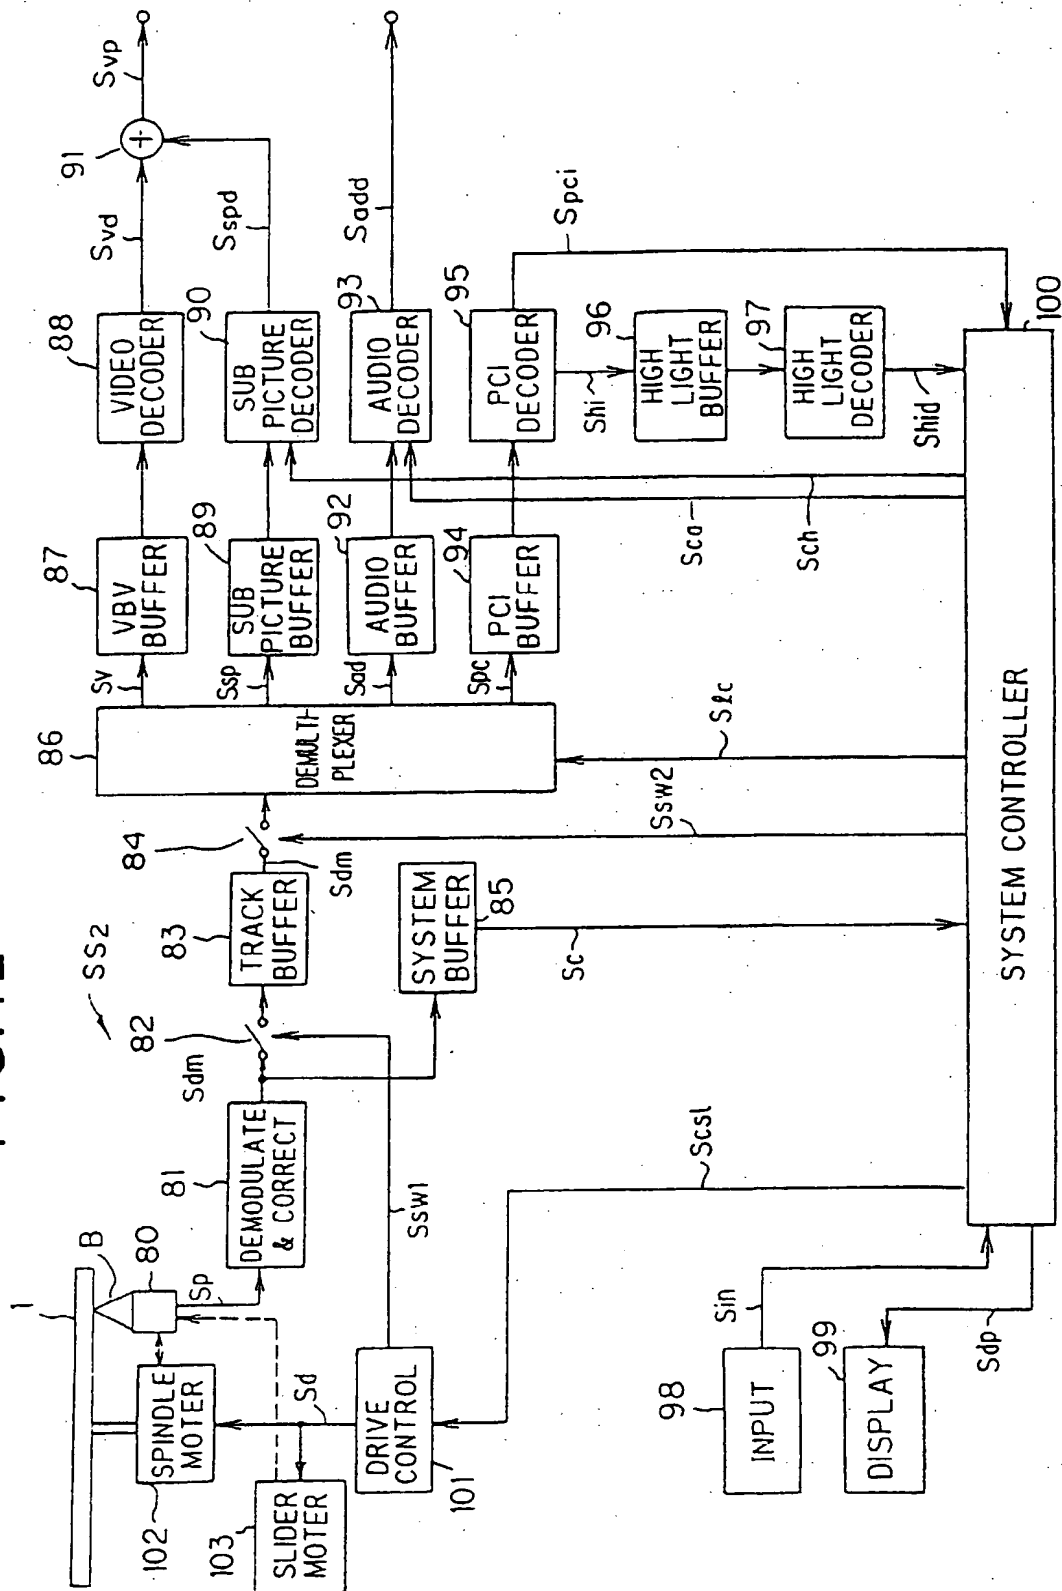 SS2
1
B
80
Sp
SPINDLE
MOTER
102
SLIDER
MOTER
103
Sd
DRIVE
CONTROL
101
Ssw1
Scsl
81
DEMODULATE
& CORRECT
Sdm
82
83
TRACK
BUFFER
Sdm
84
SYSTEM
BUFFER
85
Sc
86
DEMULTI-
PLEXER
Ssw2
Slc
Sv
Ssp
Sad
Spc
87
VBV
BUFFER
SUB
PICTURE
BUFFER
89
AUDIO
BUFFER
92
PCI
BUFFER
94
88
VIDEO
DECODER
SUB
PICTURE
DECODER
90
AUDIO
DECODER
93
PCI
DECODER
95
Sca
Sch
Svd
91
+
Svp
Sspd
Sadd
Spci
Shi
HIGH
LIGHT
BUFFER
96
HIGH
LIGHT
DECODER
97
Shid
98
INPUT
Sin
99
DISPLAY
Sdp
SYSTEM CONTROLLER
100